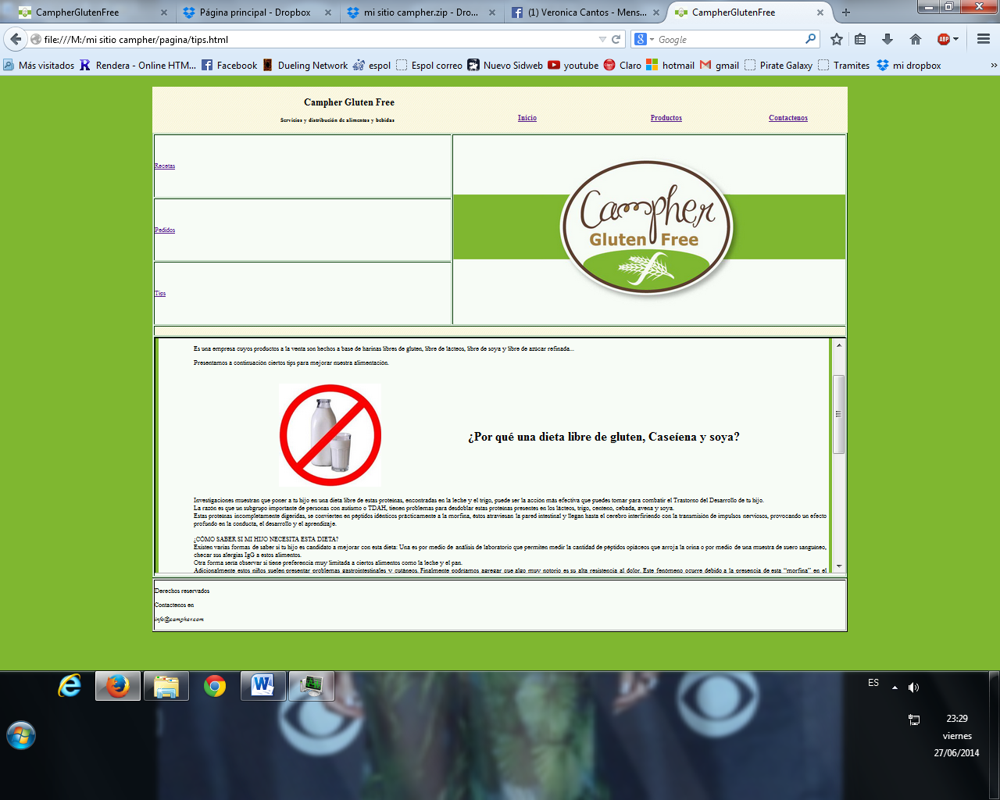 CampherGlutenFree
Página principal - Dropbox
mi sitio campher.zip - Dro...
(1) Veronica Cantos - Mens...
CampherGlutenFree
file:///M:/mi sitio campher/pagina/tips.html
Google
ABP
Más visitados
Rendera - Online HTM...
Facebook
Dueling Network
espol
Espol correo
Nuevo Sidweb
youtube
Claro
hotmail
gmail
Pirate Galaxy
Tramites
mi dropbox
Campher Gluten Free
Servicios y distribución de alimentos y bebidas
Inicio
Productos
Contactenos
Recetas
Pedidos
Tips
Campher
Gluten Free
Es una empresa cuyos productos a la venta son hechos a base de harinas libres de gluten, libre de lácteos, libre de soya y libre de azúcar refinada...
Presentamos a continuación ciertos tips para mejorar nuestra alimentación.
¿Por qué una dieta libre de gluten, Caseíena y soya?
Investigaciones muestran que poner a tu hijo en una dieta libre de estas proteínas, encontradas en la leche y el trigo, puede ser la acción más efectiva que puedes tomar para combatir el Trastorno del Desarrollo de tu hijo.
La razón es que un subgrupo importante de personas con autismo o TDAH, tienen problemas para desdoblar estas proteínas presentes en los lácteos, trigo, centeno, cebada, avena y soya.
Estas proteínas incompletamente digeridas, se convierten en péptidos idénticos prácticamente a la morfina, éstos atraviesan la pared intestinal y llegan hasta el cerebro interfiriendo con la transmisión de impulsos nerviosos, provocando un efecto
profundo en la conducta, el desarrollo y el aprendizaje.
¿CÓMO SABER SI MI HIJO NECESITA ESTA DIETA?
Existen varias formas de saber si tu hijo es candidato a mejorar con esta dieta: Una es por medio de análisis de laboratorio que permiten medir la cantidad de péptidos opiáceos que arroja la orina o por medio de una muestra de suero sanguíneo,
checar sus alergias IgG a estos alimentos.
Otra forma sería observar si tiene preferencia muy limitada a ciertos alimentos como la leche y el pan.
Adicionalmente estos niños suelen presentar problemas gastrointestinales y cutáneos. Finalmente podríamos agregar que algo muy notorio es su alta resistencia al dolor. Este fenómeno ocurre debido a la presencia de esta "morfina" en el
Derechos reservados
Contactenos en
info@campher.com
ES
23:29
viernes
27/06/2014